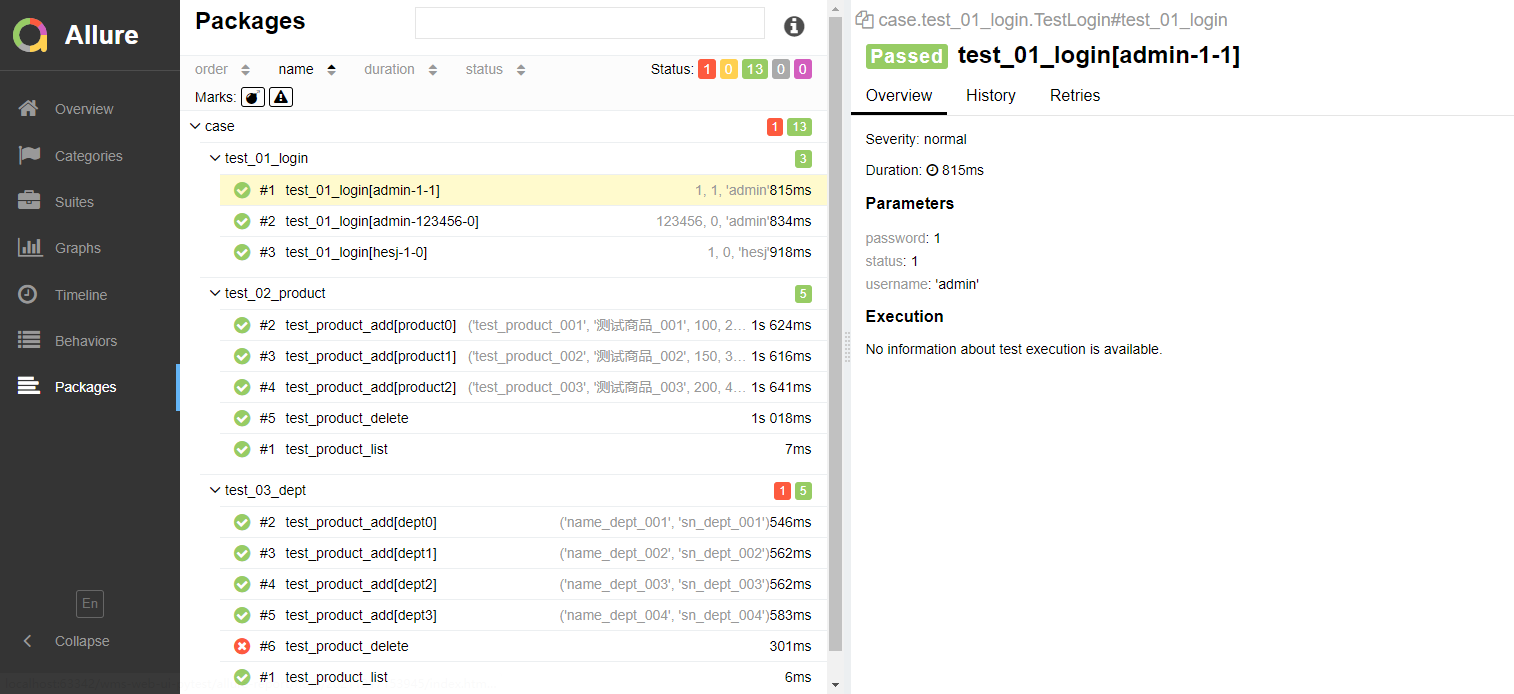 Allure
Overview
Categories
Suites
Graphs
Timeline
Behaviors
Packages
En
Collapse
Packages
order name duration status Status: 1 0 13 0 0
Marks:
case 1 13
test_01_login 3
#1 test_01_login[admin-1-1] 1, 1, 'admin' 815ms
#2 test_01_login[admin-123456-0] 123456, 0, 'admin' 834ms
#3 test_01_login[hesj-1-0] 1, 0, 'hesj' 918ms
test_02_product 5
#2 test_product_add[product0] ('test_product_001', '测试商品_001', 100, 2... 1s 624ms
#3 test_product_add[product1] ('test_product_002', '测试商品_002', 150, 3... 1s 616ms
#4 test_product_add[product2] ('test_product_003', '测试商品_003', 200, 4... 1s 641ms
#5 test_product_delete 1s 018ms
#1 test_product_list 7ms
test_03_dept 1 5
#2 test_product_add[dept0] ('name_dept_001', 'sn_dept_001') 546ms
#3 test_product_add[dept1] ('name_dept_002', 'sn_dept_002') 562ms
#4 test_product_add[dept2] ('name_dept_003', 'sn_dept_003') 562ms
#5 test_product_add[dept3] ('name_dept_004', 'sn_dept_004') 583ms
#6 test_product_delete 301ms
#1 test_product_list 6ms
case.test_01_login.TestLogin#test_01_login
Passed test_01_login[admin-1-1]
Overview History Retries
Severity: normal
Duration: 815ms
Parameters
password: 1
status: 1
username: 'admin'
Execution
No information about test execution is available.